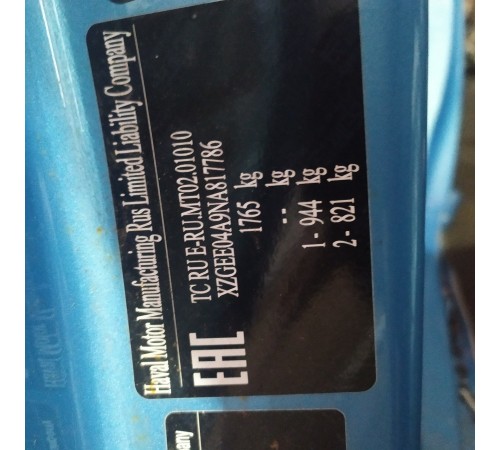 Haval Motor Manufacturing Rus Limited Liability Company
TC RU E-RU.MT02.01010
XZGEE04A9NA817786
1765 kg
-- kg
1- 944 kg
2- 821 kg
EAC
any